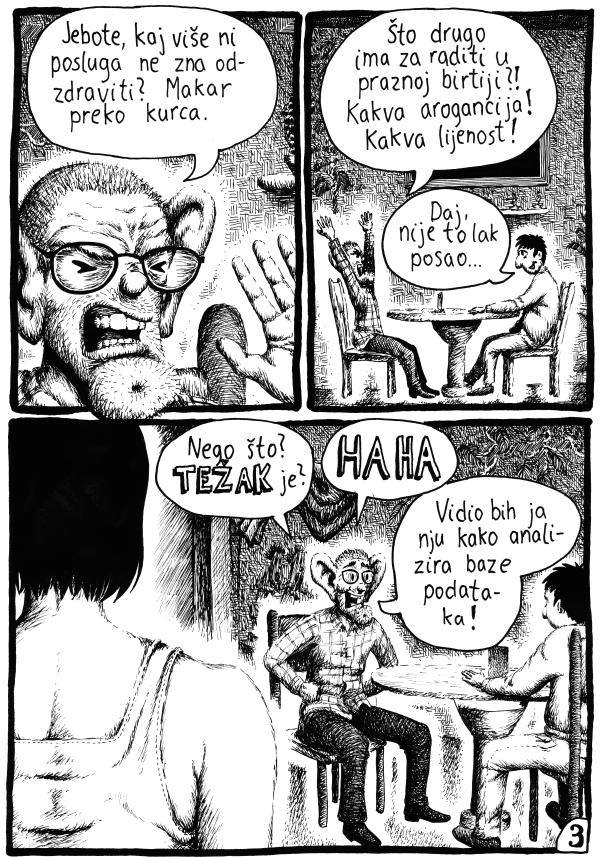 Jebote, kaj više ni
posluga ne zna od-
zdraviti? Makar
preko kurca.
Što drugo
ima za raditi u
praznoj birtiji?!
Kakva arogancija!
Kakva lijenost!
Daj,
nije to lak
posao...
Nego što?
TEŽAK je?
HA HA
Vidio bih ja
nju kako anali-
zira baze
podata-
ka!
3